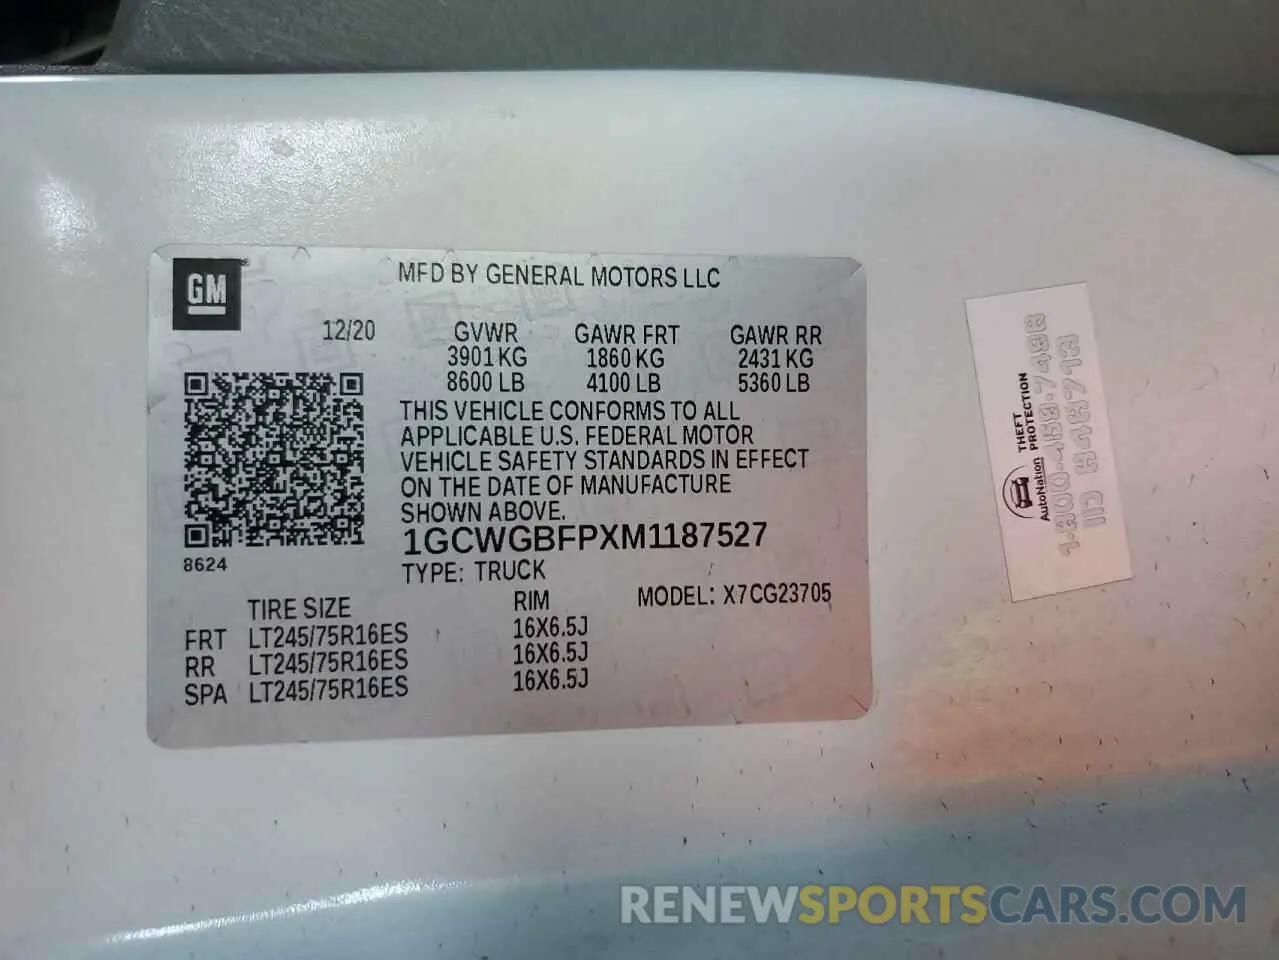 GM
MFD BY GENERAL MOTORS LLC
12/20 GVWR GAWR FRT GAWR RR
3901 KG 1860 KG 2431 KG
8600 LB 4100 LB 5360 LB
THIS VEHICLE CONFORMS TO ALL
APPLICABLE U.S. FEDERAL MOTOR
VEHICLE SAFETY STANDARDS IN EFFECT
ON THE DATE OF MANUFACTURE
SHOWN ABOVE.
1GCWGBFPXM1187527
8624
TYPE: TRUCK
TIRE SIZE RIM MODEL: X7CG23705
FRT LT245/75R16ES 16X6.5J
RR LT245/75R16ES 16X6.5J
SPA LT245/75R16ES 16X6.5J
AutoNation
THEFT
PROTECTION
RENEWSPORTSCARS.COM